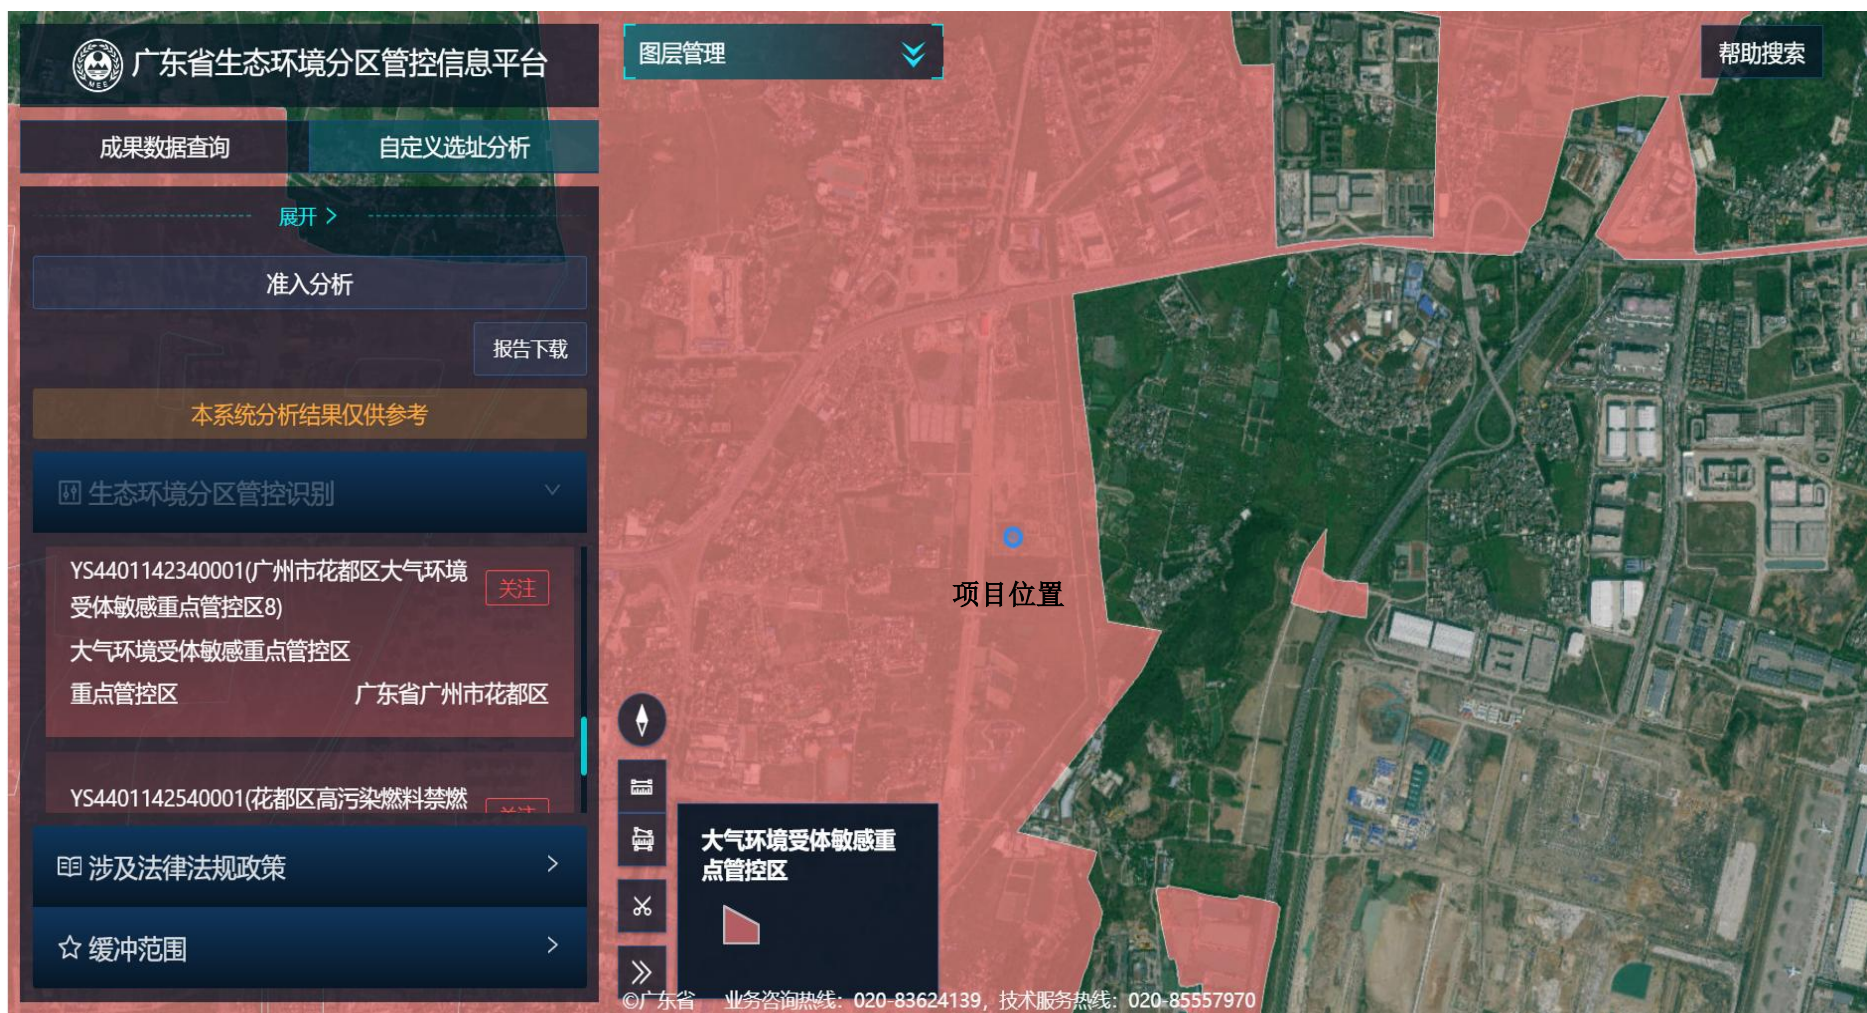 广东省生态环境分区管控信息平台
MEE
图层管理
帮助搜索
成果数据查询
自定义选址分析
展开
准入分析
报告下载
本系统分析结果仅供参考
生态环境分区管控识别
YS4401142340001(广州市花都区大气环境
受体敏感重点管控区8)
关注
大气环境受体敏感重点管控区
重点管控区
广东省广州市花都区
YS4401142540001(花都区高污染燃料禁燃
关注
涉及法律法规政策
缓冲范围
项目位置
大气环境受体敏感重
点管控区
©广东省 业务咨询热线：020-83624139，技术服务热线：020-85557970